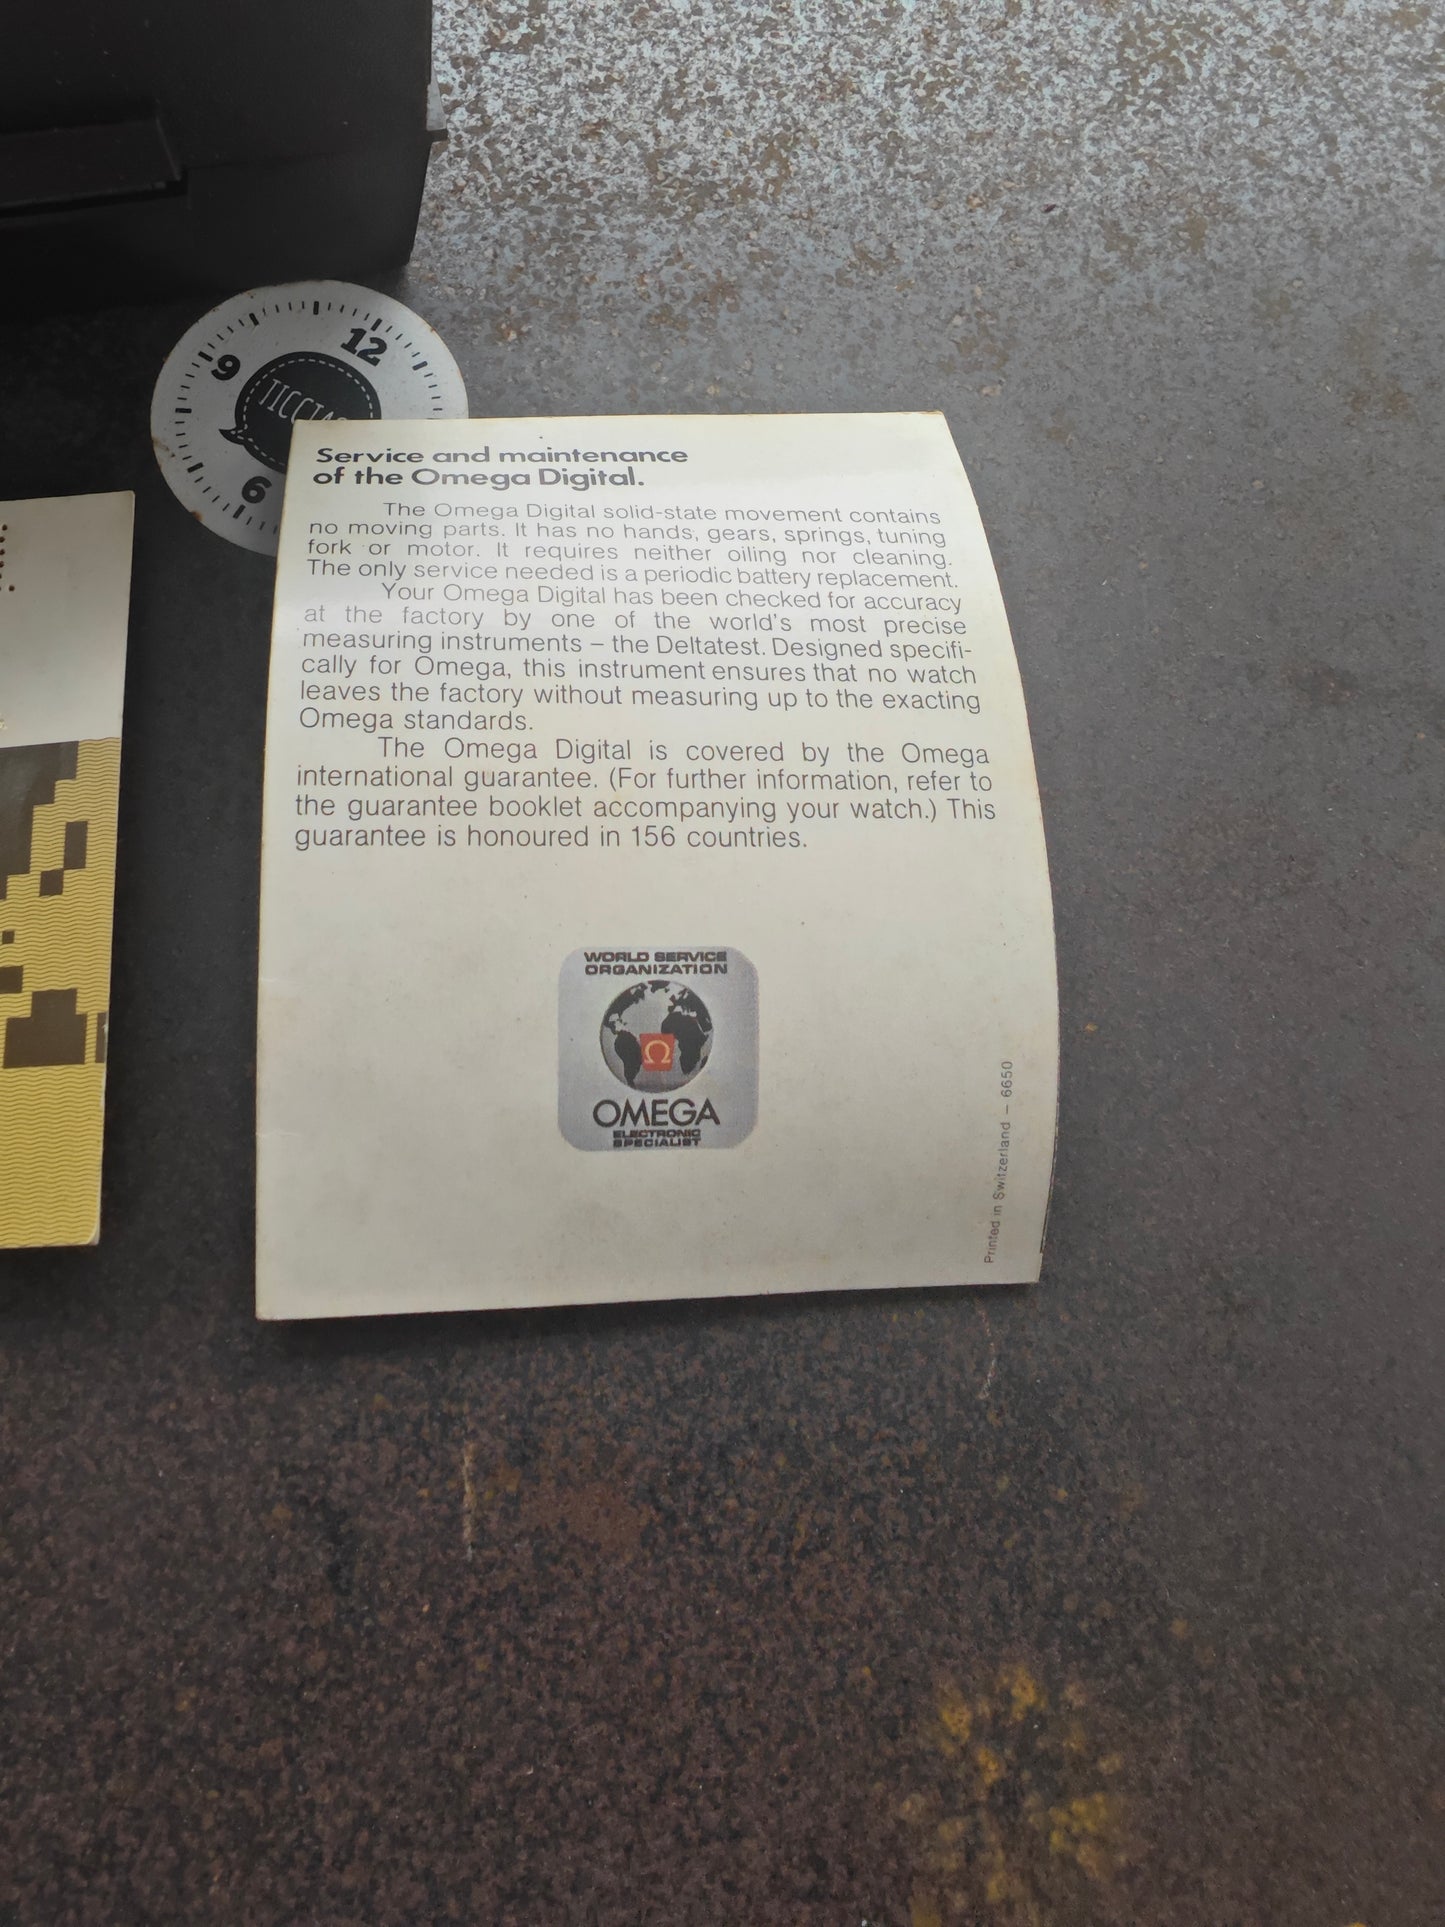 12
9
6
Service and maintenance
of the Omega Digital.
The Omega Digital solid-state movement contains
no moving parts. It has no hands, gears, springs, tuning
fork or motor. It requires neither oiling nor cleaning.
The only service needed is a periodic battery replacement.
Your Omega Digital has been checked for accuracy
at the factory by one of the world's most precise
measuring instruments – the Deltatest. Designed specifi-
cally for Omega, this instrument ensures that no watch
leaves the factory without measuring up to the exacting
Omega standards.
The Omega Digital is covered by the Omega
international guarantee. (For further information, refer to
the guarantee booklet accompanying your watch.) This
guarantee is honoured in 156 countries.
WORLD SERVICE
ORGANIZATION
Ω
OMEGA
ELECTRONIC
SPECIALIST
Printed in Switzerland – 6650